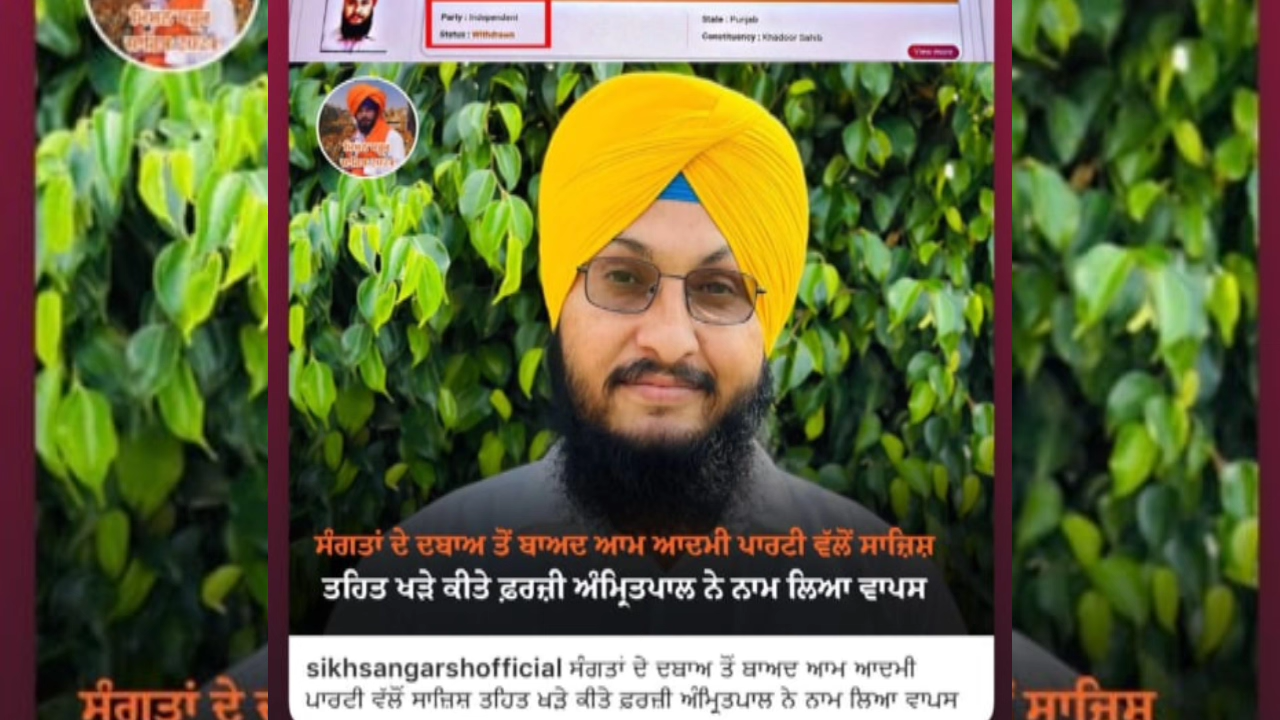 Party : Independent
State : Punjab
Status : Withdrawn
Constituency : Khadoor Sahib
View more
ਸੰਗਤਾਂ ਦੇ ਦਬਾਅ ਤੋਂ ਬਾਅਦ ਆਮ ਆਦਮੀ ਪਾਰਟੀ ਵੱਲੋਂ ਸਾਜ਼ਿਸ਼
ਤਹਿਤ ਖੜੇ ਕੀਤੇ ਫ਼ਰਜ਼ੀ ਅੰਮ੍ਰਿਤਪਾਲ ਨੇ ਨਾਮ ਲਿਆ ਵਾਪਸ
sikhsangarshofficial ਸੰਗਤਾਂ ਦੇ ਦਬਾਅ ਤੋਂ ਬਾਅਦ ਆਮ ਆਦਮੀ
ਪਾਰਟੀ ਵੱਲੋਂ ਸਾਜ਼ਿਸ਼ ਤਹਿਤ ਖੜੇ ਕੀਤੇ ਫ਼ਰਜ਼ੀ ਅੰਮ੍ਰਿਤਪਾਲ ਨੇ ਨਾਮ ਲਿਆ ਵਾਪਸ
ਸੰਗਤਾਂ ਦੇ
ਸਾਜ਼ਿਸ਼